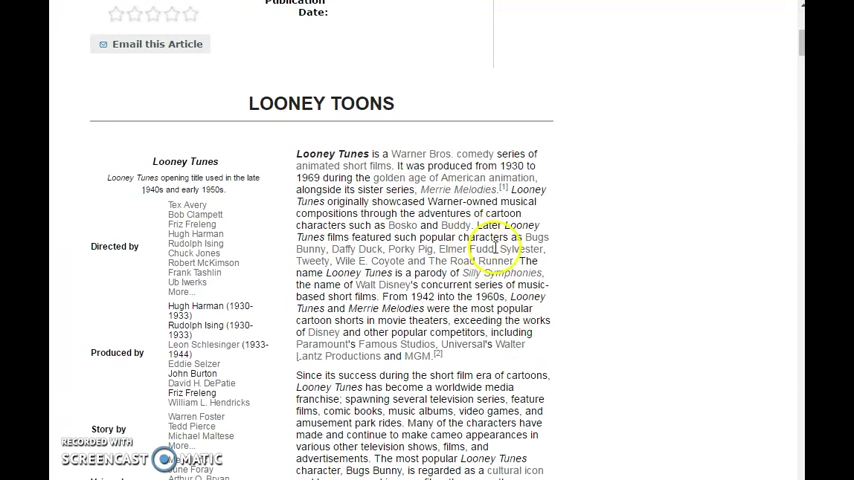 Publication
Date:
Email this Article
LOONEY TOONS
Looney Tunes
Looney Tunes opening title used in the late
1940s and early 1950s.
Directed by
Tex Avery
Bob Clampett
Friz Freleng
Hugh Harman
Rudolph Ising
Chuck Jones
Robert McKimson
Frank Tashlin
Ub Iwerks
More...
Produced by
Hugh Harman (1930-
1933)
Rudolph Ising (1930-
1933)
Leon Schlesinger (1933-
1944)
Eddie Selzer
John Burton
David H. DePatie
Friz Freleng
William L. Hendricks
Story by
Warren Foster
Tedd Pierce
Michael Maltese
More...
June Foray
Arthur Q. Bryan
Looney Tunes is a Warner Bros. comedy series of
animated short films. It was produced from 1930 to
1969 during the golden age of American animation,
alongside its sister series, Merrie Melodies.[1] Looney
Tunes originally showcased Warner-owned musical
compositions through the adventures of cartoon
characters such as Bosko and Buddy. Later Looney
Tunes films featured such popular characters as Bugs
Bunny, Daffy Duck, Porky Pig, Elmer Fudd, Sylvester,
Tweety, Wile E. Coyote and The Road Runner. The
name Looney Tunes is a parody of Silly Symphonies,
the name of Walt Disney's concurrent series of music-
based short films. From 1942 into the 1960s, Looney
Tunes and Merrie Melodies were the most popular
cartoon shorts in movie theaters, exceeding the works
of Disney and other popular competitors, including
Paramount's Famous Studios, Universal's Walter
Lantz Productions and MGM.[2]
Since its success during the short film era of cartoons,
Looney Tunes has become a worldwide media
franchise; spawning several television series, feature
films, comic books, music albums, video games, and
amusement park rides. Many of the characters have
made and continue to make cameo appearances in
various other television shows, films, and
advertisements. The most popular Looney Tunes
character, Bugs Bunny, is regarded as a cultural icon
RECORDED WITH
SCREENCAST MATIC